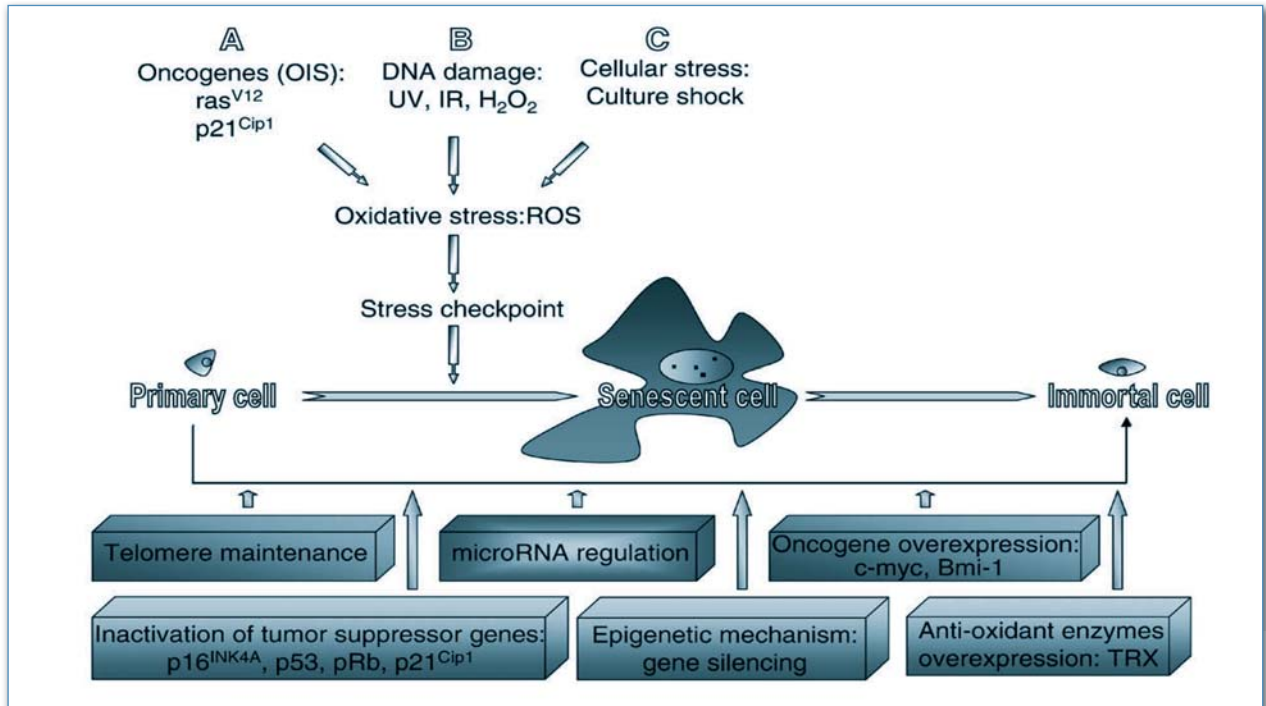 A
Oncogenes (OIS):
ras^V12
p21^Cip1
B
DNA damage:
UV, IR, H₂O₂
C
Cellular stress:
Culture shock
Oxidative stress:ROS
Stress checkpoint
Primary cell
Senescent cell
Immortal cell
Telomere maintenance
microRNA regulation
Oncogene overexpression:
c-myc, Bmi-1
Inactivation of tumor suppressor genes:
p16^INK4A, p53, pRb, p21^Cip1
Epigenetic mechanism:
gene silencing
Anti-oxidant enzymes
overexpression: TRX